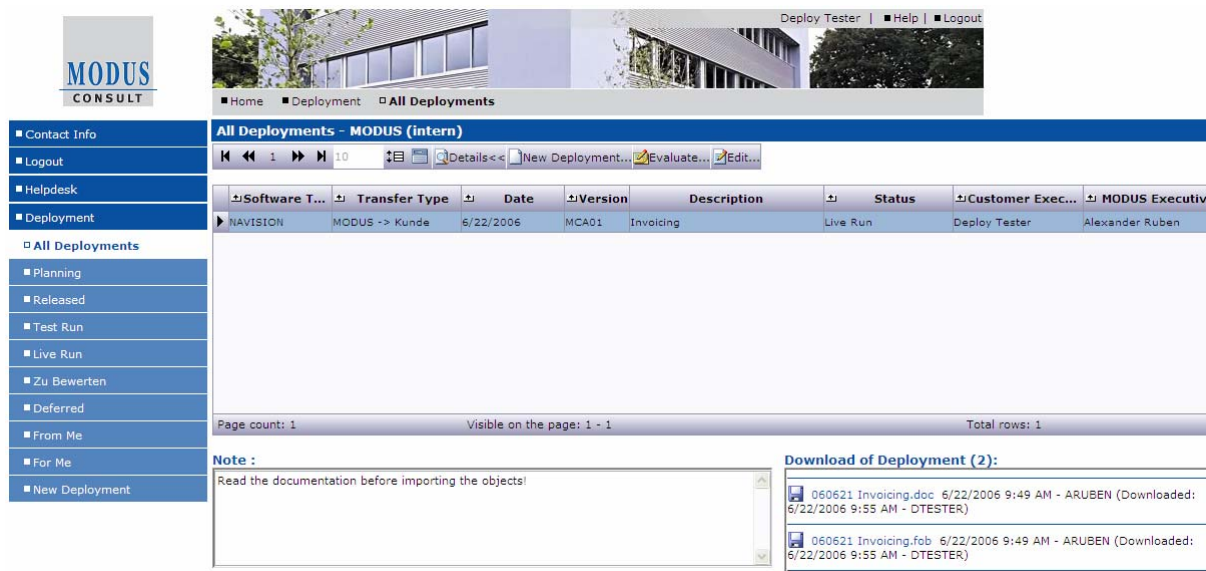 Deploy Tester | Help | Logout
MODUS
CONSULT
Home Deployment All Deployments
Contact Info
Logout
Helpdesk
Deployment
All Deployments
Planning
Released
Test Run
Live Run
Zu Bewerten
Deferred
From Me
For Me
New Deployment
All Deployments - MODUS (intern)
1 10 Details<< New Deployment... Evaluate... Edit...
Software T... Transfer Type Date Version Description Status Customer Exec... MODUS Executiv
NAVISION MODUS -> Kunde 6/22/2006 MCA01 Invoicing Live Run Deploy Tester Alexander Ruben
Page count: 1 Visible on the page: 1 - 1 Total rows: 1
Note :
Read the documentation before importing the objects!
Download of Deployment (2):
060621 Invoicing.doc 6/22/2006 9:49 AM - ARUBEN (Downloaded:
6/22/2006 9:55 AM - DTESTER)
060621 Invoicing.fob 6/22/2006 9:49 AM - ARUBEN (Downloaded:
6/22/2006 9:55 AM - DTESTER)